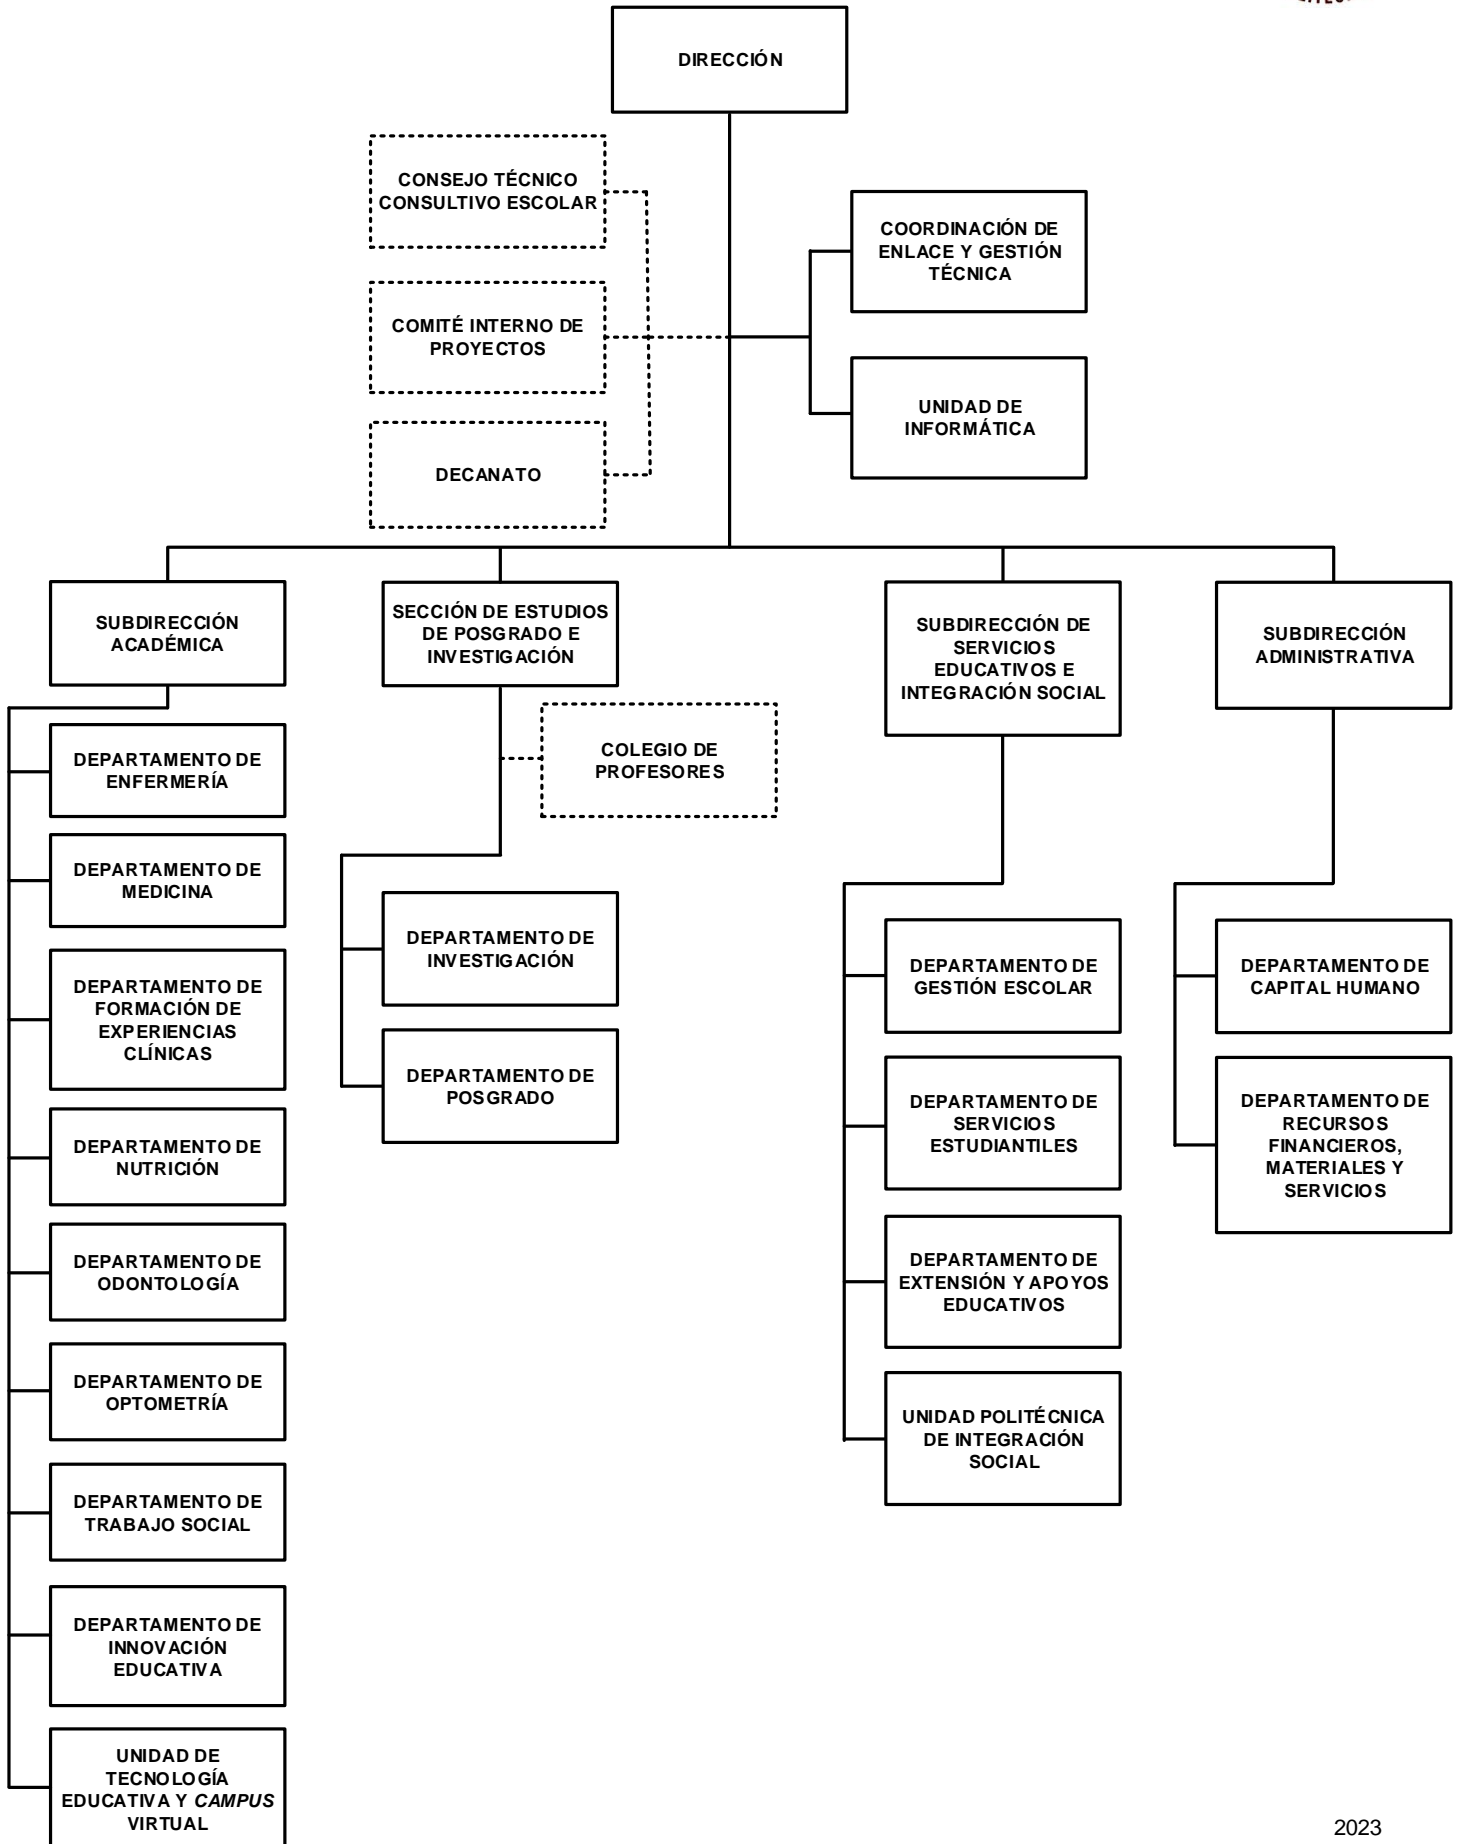 DIRECCIÓN
CONSEJO TÉCNICO
CONSULTIVO ESCOLAR
COORDINACIÓN DE
ENLACE Y GESTIÓN
TÉCNICA
COMITÉ INTERNO DE
PROYECTOS
UNIDAD DE
INFORMÁTICA
DECANATO
SUBDIRECCIÓN
ACADÉMICA
SECCIÓN DE ESTUDIOS
DE POSGRADO E
INVESTIGACIÓN
SUBDIRECCIÓN DE
SERVICIOS
EDUCATIVOS E
INTEGRACIÓN SOCIAL
SUBDIRECCIÓN
ADMINISTRATIVA
DEPARTAMENTO DE
ENFERMERÍA
DEPARTAMENTO DE
MEDICINA
DEPARTAMENTO DE
FORMACIÓN DE
EXPERIENCIAS
CLÍNICAS
DEPARTAMENTO DE
NUTRICIÓN
DEPARTAMENTO DE
ODONTOLOGÍA
DEPARTAMENTO DE
OPTOMETRÍA
DEPARTAMENTO DE
TRABAJO SOCIAL
DEPARTAMENTO DE
INNOVACIÓN
EDUCATIVA
UNIDAD DE
TECNOLOGÍA
EDUCATIVA Y CAMPUS
VIRTUAL
COLEGIO DE
PROFESORES
DEPARTAMENTO DE
INVESTIGACIÓN
DEPARTAMENTO DE
POSGRADO
DEPARTAMENTO DE
GESTIÓN ESCOLAR
DEPARTAMENTO DE
SERVICIOS
ESTUDIANTILES
DEPARTAMENTO DE
EXTENSIÓN Y APOYOS
EDUCATIVOS
UNIDAD POLITÉCNICA
DE INTEGRACIÓN
SOCIAL
DEPARTAMENTO DE
CAPITAL HUMANO
DEPARTAMENTO DE
RECURSOS
FINANCIEROS,
MATERIALES Y
SERVICIOS
2023